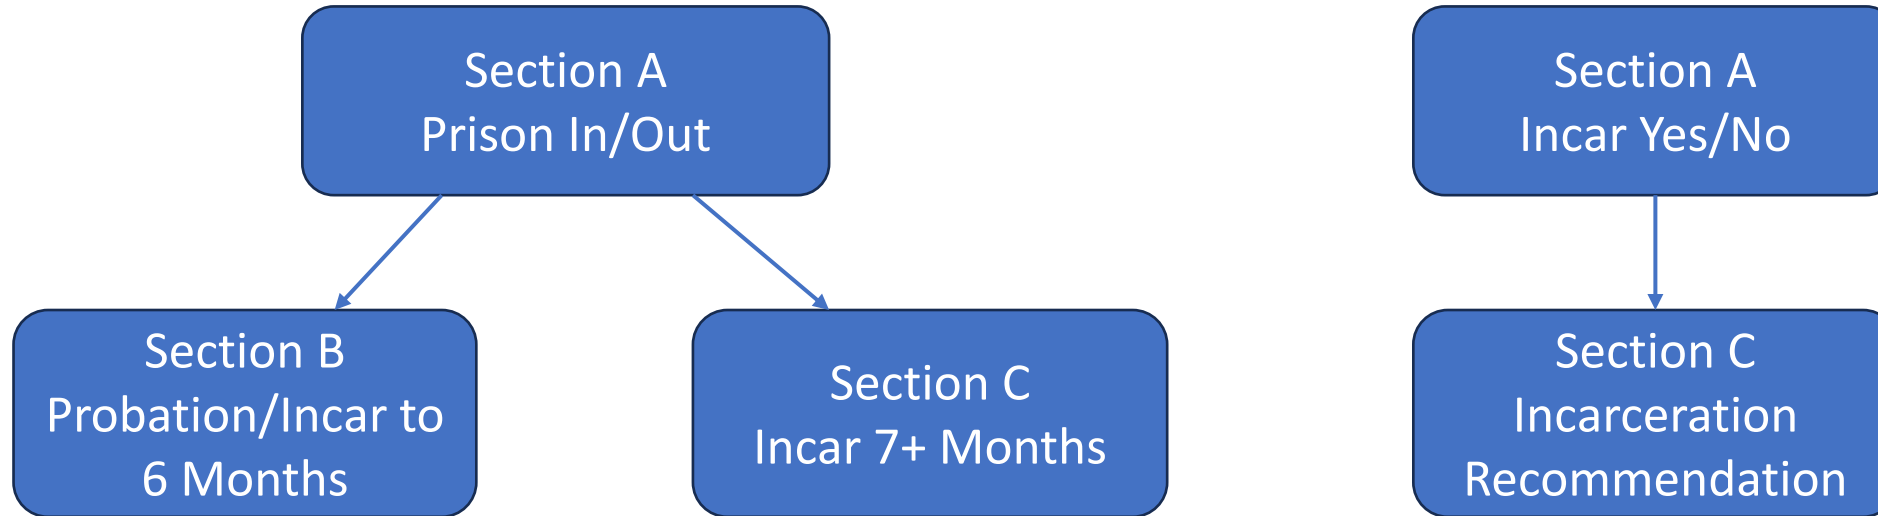 Section A
Prison In/Out
Section A
Incar Yes/No
Section B
Probation/Incar to
6 Months
Section C
Incar 7+ Months
Section C
Incarceration
Recommendation